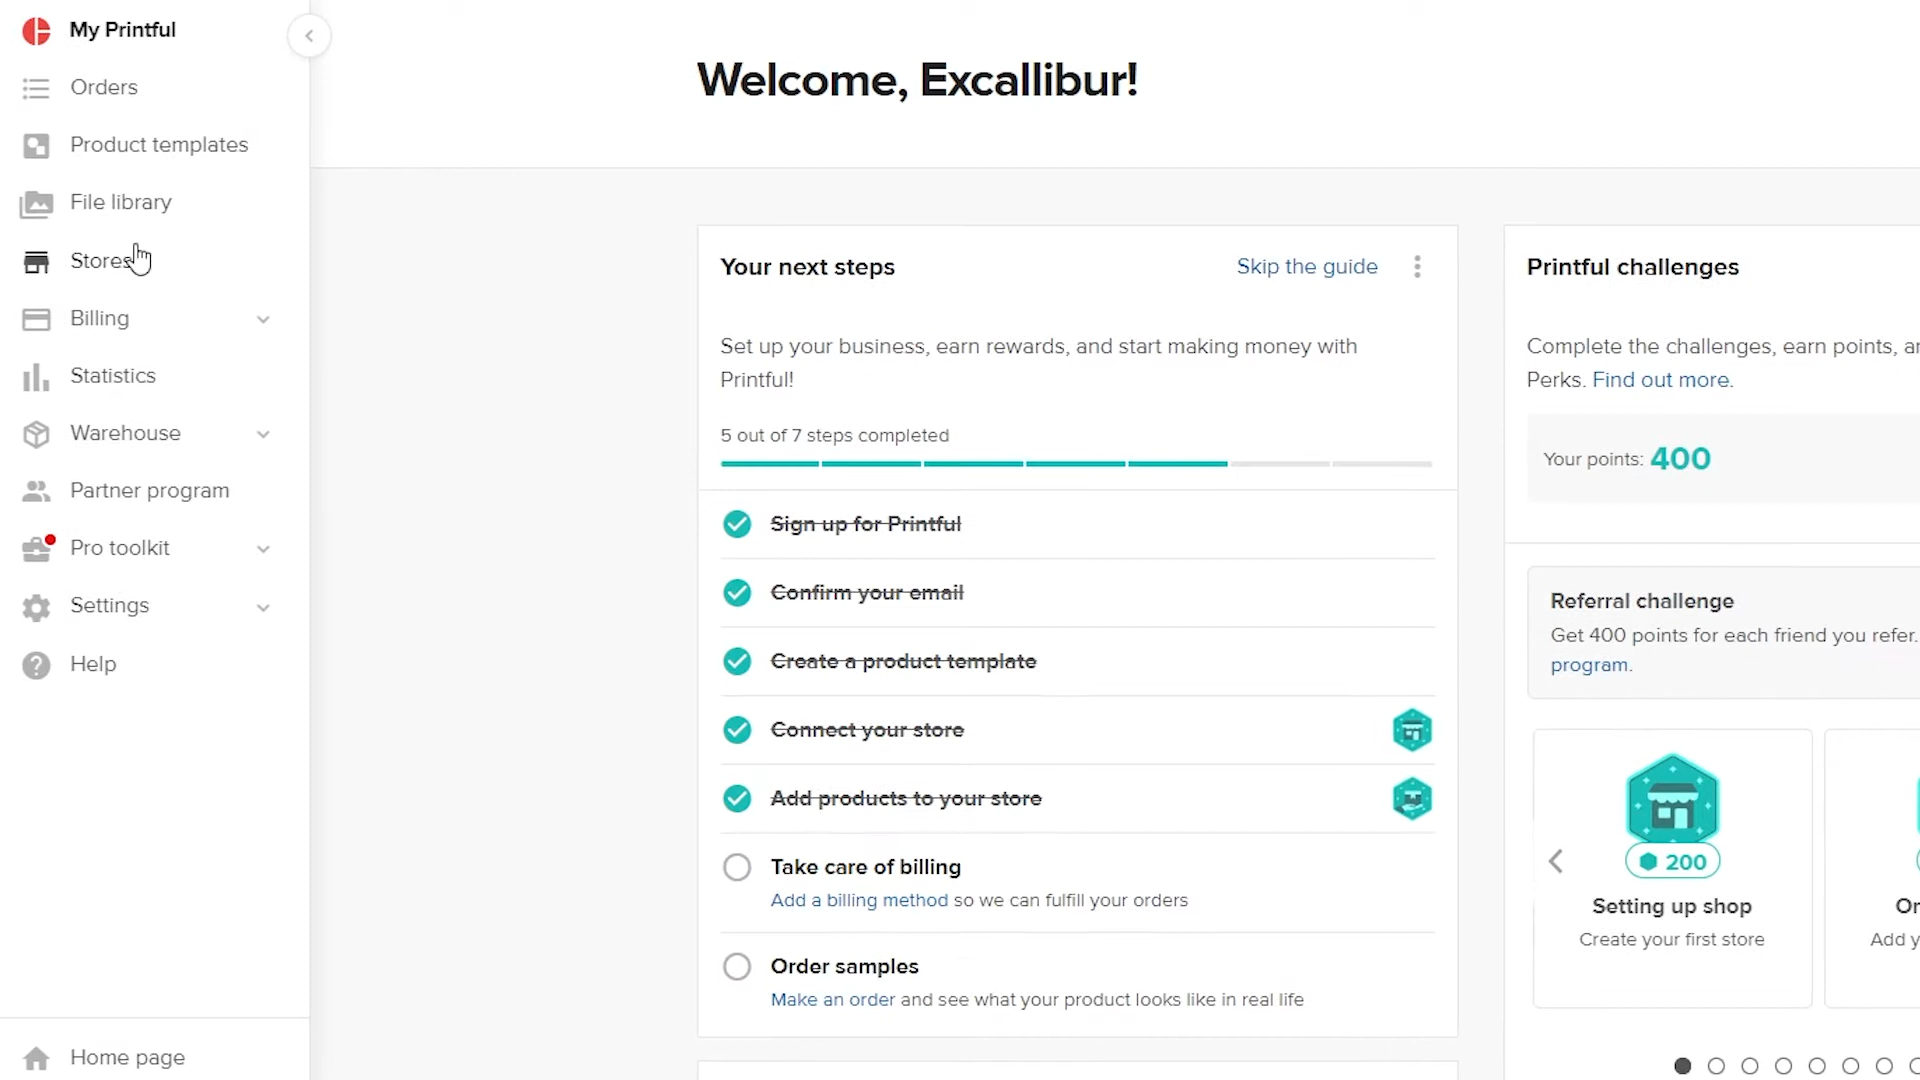 My Printful
Orders
Product templates
File library
Stores
Billing
Statistics
Warehouse
Partner program
Pro toolkit
Settings
Help
Home page
Welcome, Excallibur!
Your next steps
Skip the guide
Set up your business, earn rewards, and start making money with
Printful!
5 out of 7 steps completed
Sign up for Printful
Confirm your email
Create a product template
Connect your store
Add products to your store
Take care of billing
Add a billing method so we can fulfill your orders
Order samples
Make an order and see what your product looks like in real life
Printful challenges
Complete the challenges, earn points,
Perks. Find out more.
Your points: 400
Referral challenge
Get 400 points for each friend you refer.
program.
200
Setting up shop
Create your first store